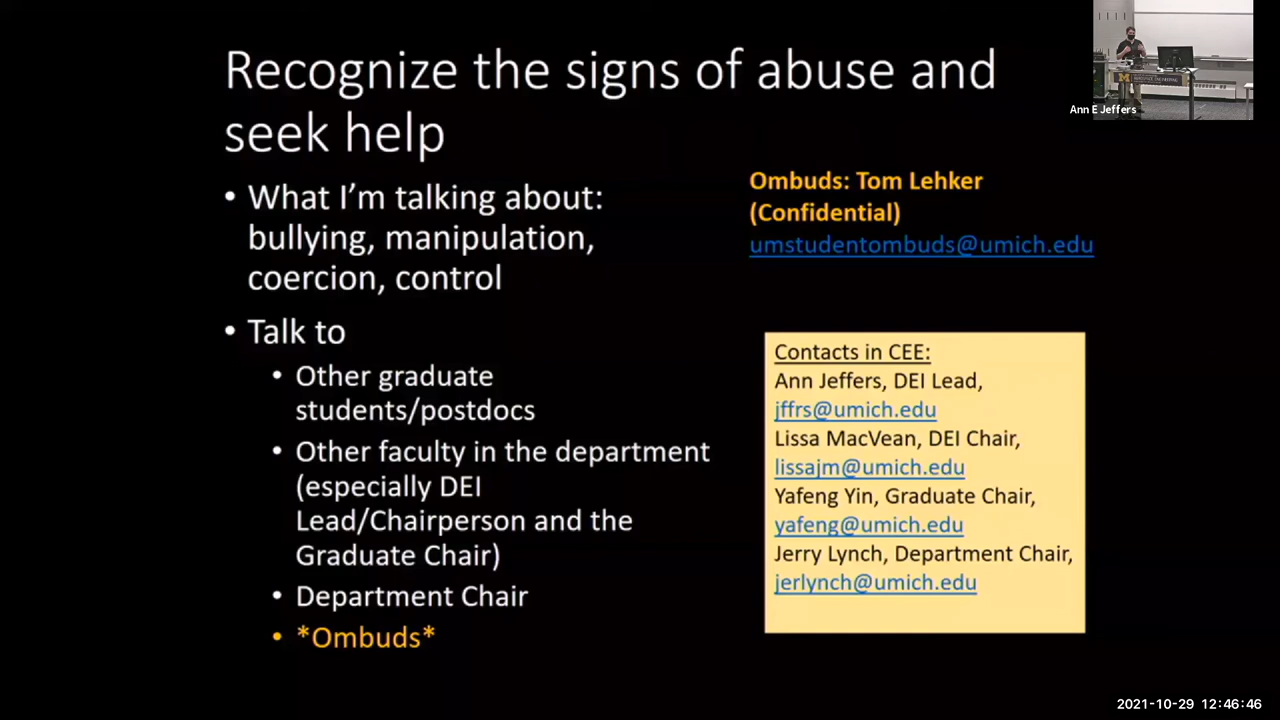 Recognize the signs of abuse and
seek help
• What I'm talking about:
bullying, manipulation,
coercion, control
• Talk to
• Other graduate
students/postdocs
• Other faculty in the department
(especially DEI
Lead/Chairperson and the
Graduate Chair)
• Department Chair
• *Ombuds*
Ombuds: Tom Lehker
(Confidential)
umstudentombuds@umich.edu
Contacts in CEE:
Ann Jeffers, DEI Lead,
jffrs@umich.edu
Lissa MacVean, DEI Chair,
lissajm@umich.edu
Yafeng Yin, Graduate Chair,
yafeng@umich.edu
Jerry Lynch, Department Chair,
jerlynch@umich.edu
Ann E Jeffers
M
2021-10-29 12:46:46